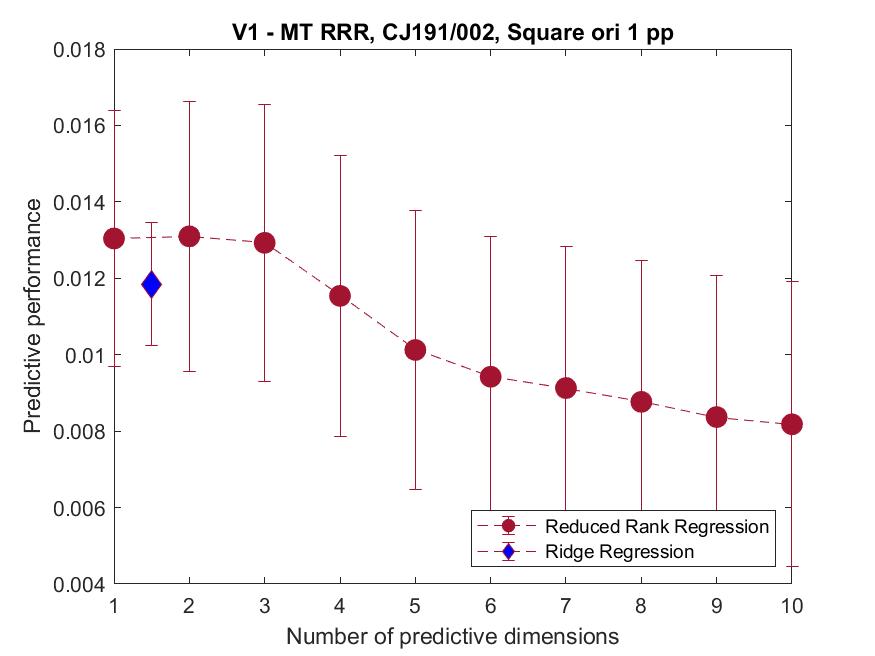 V1 - MT RRR, CJ191/002, Square ori 1 pp
0.018
0.016
0.014
0.012
0.01
0.008
0.006
0.004
Predictive performance
Reduced Rank Regression
Ridge Regression
1 2 3 4 5 6 7 8 9 10
Number of predictive dimensions